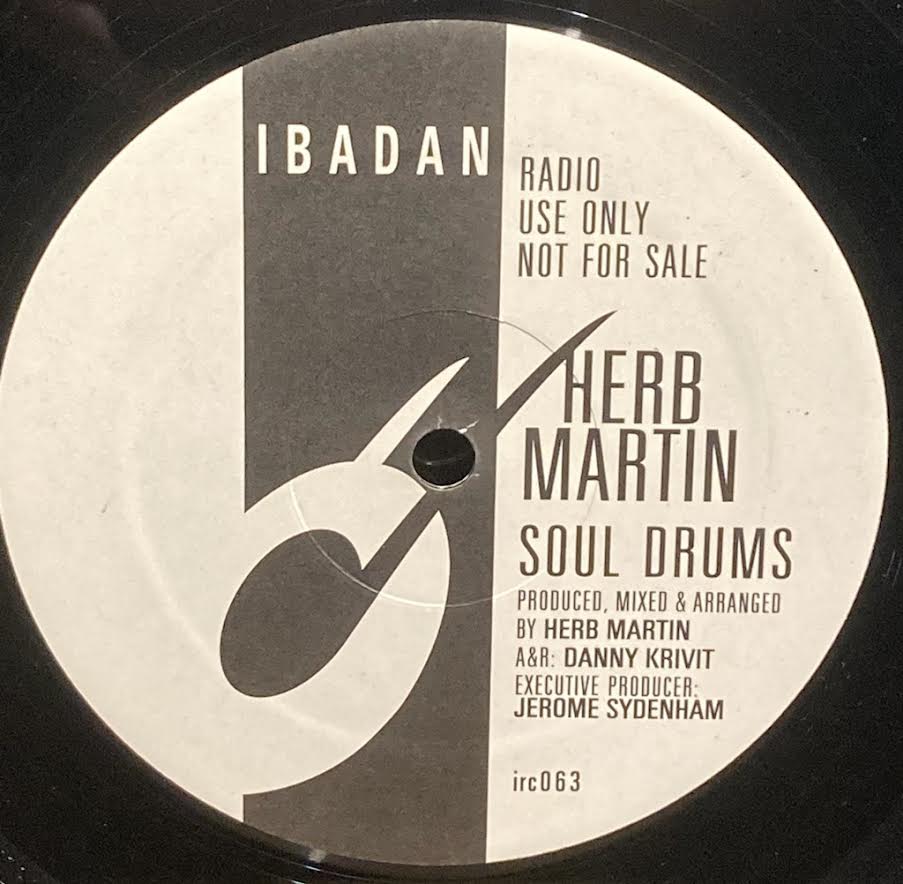 IBADAN
RADIO
USE ONLY
NOT FOR SALE
HERB
MARTIN
SOUL DRUMS
PRODUCED, MIXED & ARRANGED
BY HERB MARTIN
A&R: DANNY KRIVIT
EXECUTIVE PRODUCER:
JEROME SYDENHAM
irc063